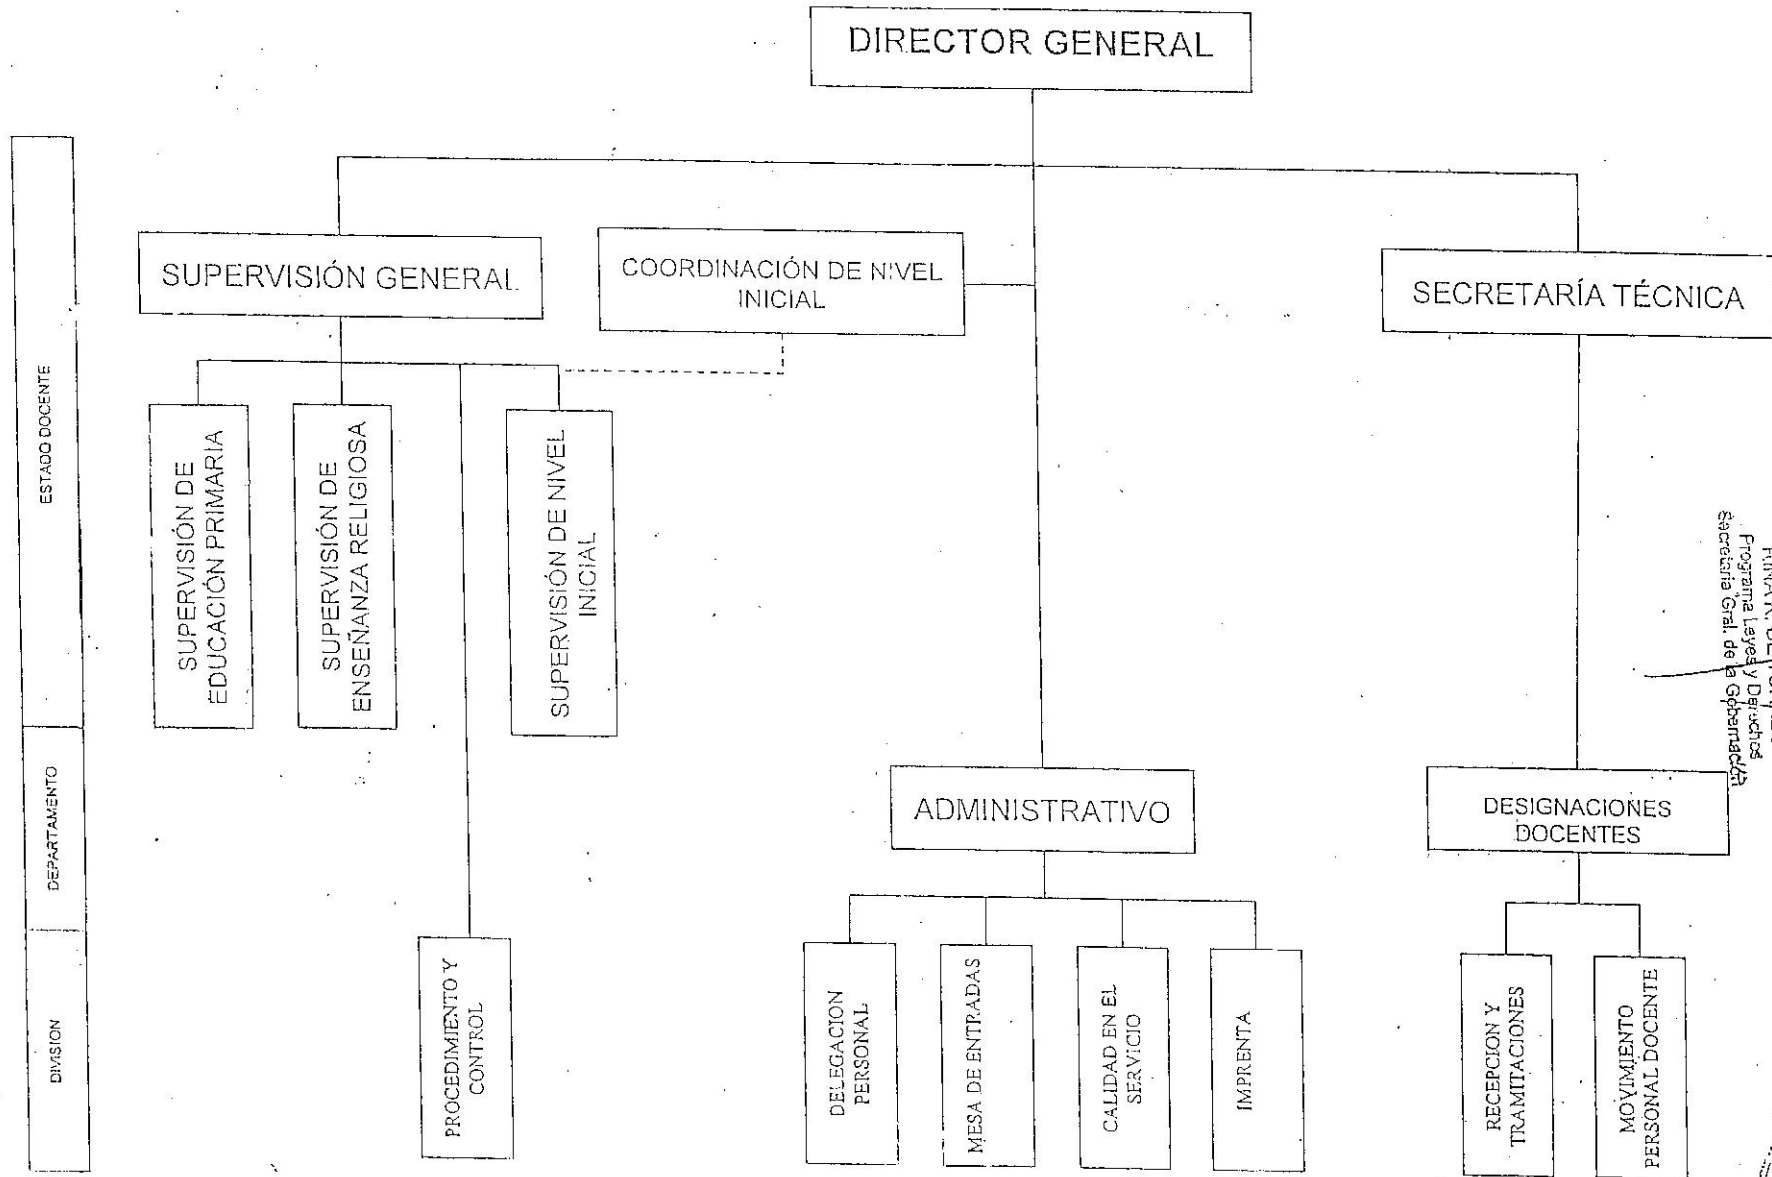 DIRECTOR GENERAL
SUPERVISIÓN GENERAL
COORDINACIÓN DE NIVEL
INICIAL
SECRETARÍA TÉCNICA
ESTADO DOCENTE
SUPERVISIÓN DE
EDUCACIÓN PRIMARIA
SUPERVISIÓN DE
ENSEÑANZA RELIGIOSA
SUPERVISIÓN DE NIVEL
INICIAL
Programa Leyes y Derechos
Secretaria Gral. de la Gobernación
DEPARTAMENTO
ADMINISTRATIVO
DESIGNACIONES
DOCENTES
DIVISION
PROCEDIMIENTO Y
CONTROL
DELEGACION
PERSONAL
MESA DE ENTRADAS
CALIDAD EN EL
SERVICIO
IMPRENTA
RECEPCION Y
TRAMITACIONES
MOVIMIENTO
PERSONAL DOCENTE